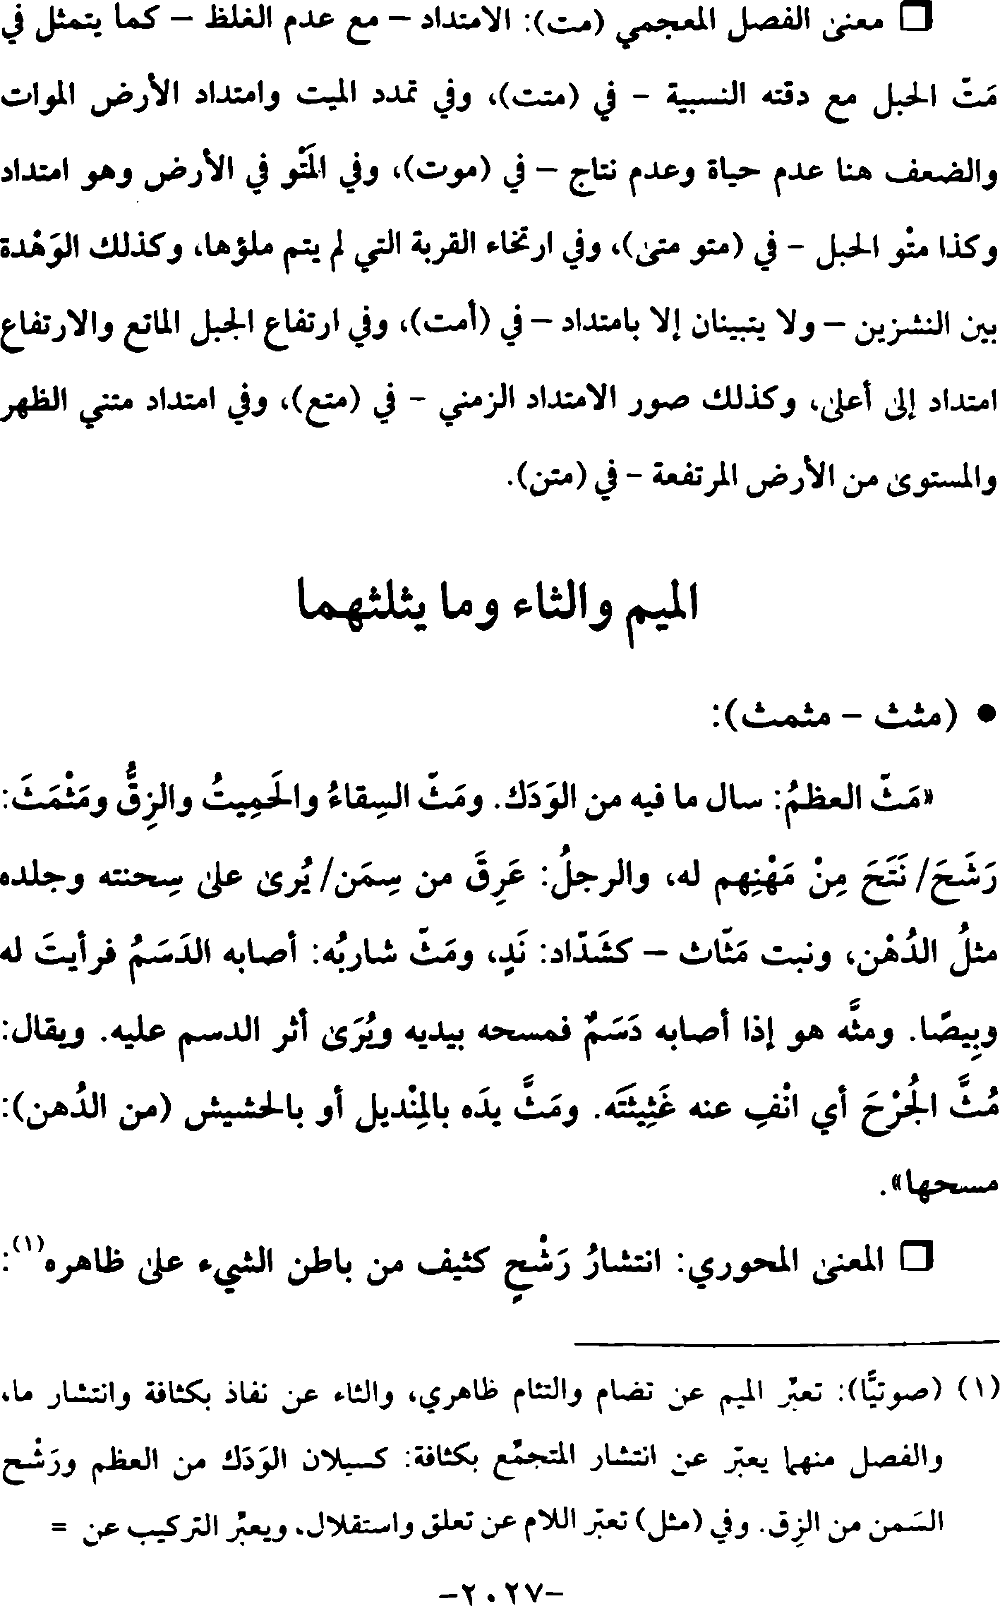 □ معنى الفصل المعجمي (مت): الامتداد – مع عدم الغلظ – كما يتمثل في
مَتّ الحبل مع دقته النسبية – في (متت)، وفي تمدد الميت وامتداد الأرض الموات
والضعف هنا عدم حياة وعدم نتاج – في (موت)، وفي المَتْو في الأرض وهو امتداد
وكذا متْو الحبل – في (متو متى)، وفي ارتخاء القربة التي لم يتم ملؤها، وكذلك الوَهْدة
بين النشزين – ولا يتبينان إلا بامتداد – في (أمت)، وفي ارتفاع الجبل الماتع والارتفاع
امتداد إلى أعلى، وكذلك صور الامتداد الزمني – في (متع)، وفي امتداد متني الظهر
والمستوى من الأرض المرتفعة – في (متن).
الميم والثاء وما يثلثهما
• (مثث – مثمث):
«مَثّ العظمُ: سال ما فيه من الوَدَك. ومَثّ السِقاءُ والحَمِيتُ والزِقُّ ومَثْمَثَ:
رَشَحَ/ نَتَحَ مِنْ مَهْنِهم له، والرجلُ: عَرِقَ من سِمَن/ يُرى على سِحنته وجلده
مثلُ الدُهْن، ونبت مَثّاث – كشَدّاد: نَدٍ، ومَثّ شاربُه: أصابه الدَسَمُ فرأيتَ له
وبِيصًا. ومثَّه هو إذا أصابه دَسَمٌ فمسحه بيديه ويُرَى أثر الدسم عليه. ويقال:
مُثَّ الجُرْحَ أي انْفِ عنه غَثِيثَتَه. ومَثَّ يدَه بالمِنْديل أو بالحشيش (من الدُهن):
مسحها».
□ المعنى المحوري: انتشارُ رَشْحٍ كثيف من باطن الشيء على ظاهره(١):
(١) (صوتيًّا): تعبّر الميم عن تضام والتئام ظاهري، والثاء عن نفاذ بكثافة وانتشار ما،
والفصل منهما يعبّر عن انتشار المتجمِّع بكثافة: كسيلان الوَدَك من العظم ورَشْح
السَمن من الزِق. وفي (مثل) تعبّر اللام عن تعلق واستقلال، ويعبِّر التركيب عن =
-٢٠٢٧-